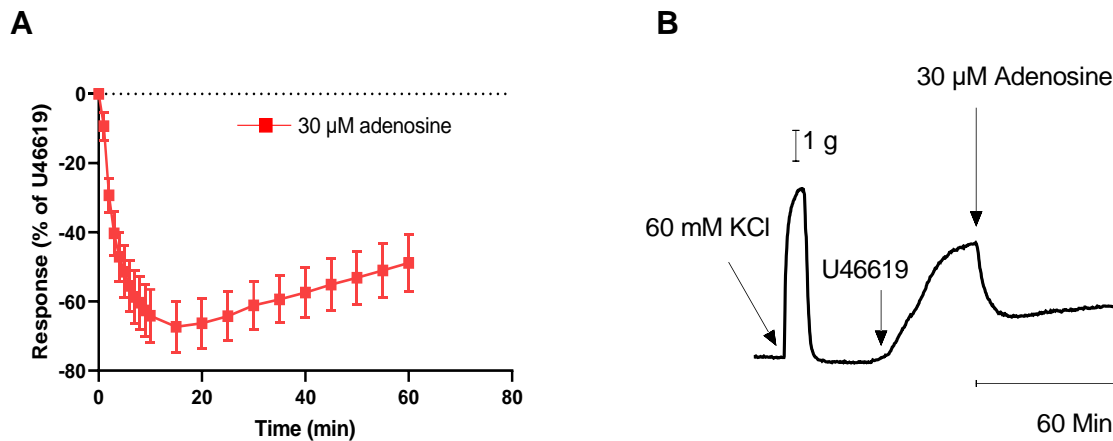 A
Response (% of U46619)
0
-20
-40
-60
-80
0
20
40
60
80
Time (min)
30 µM adenosine
B
30 µM Adenosine
1 g
60 mM KCl
U46619
60 Min